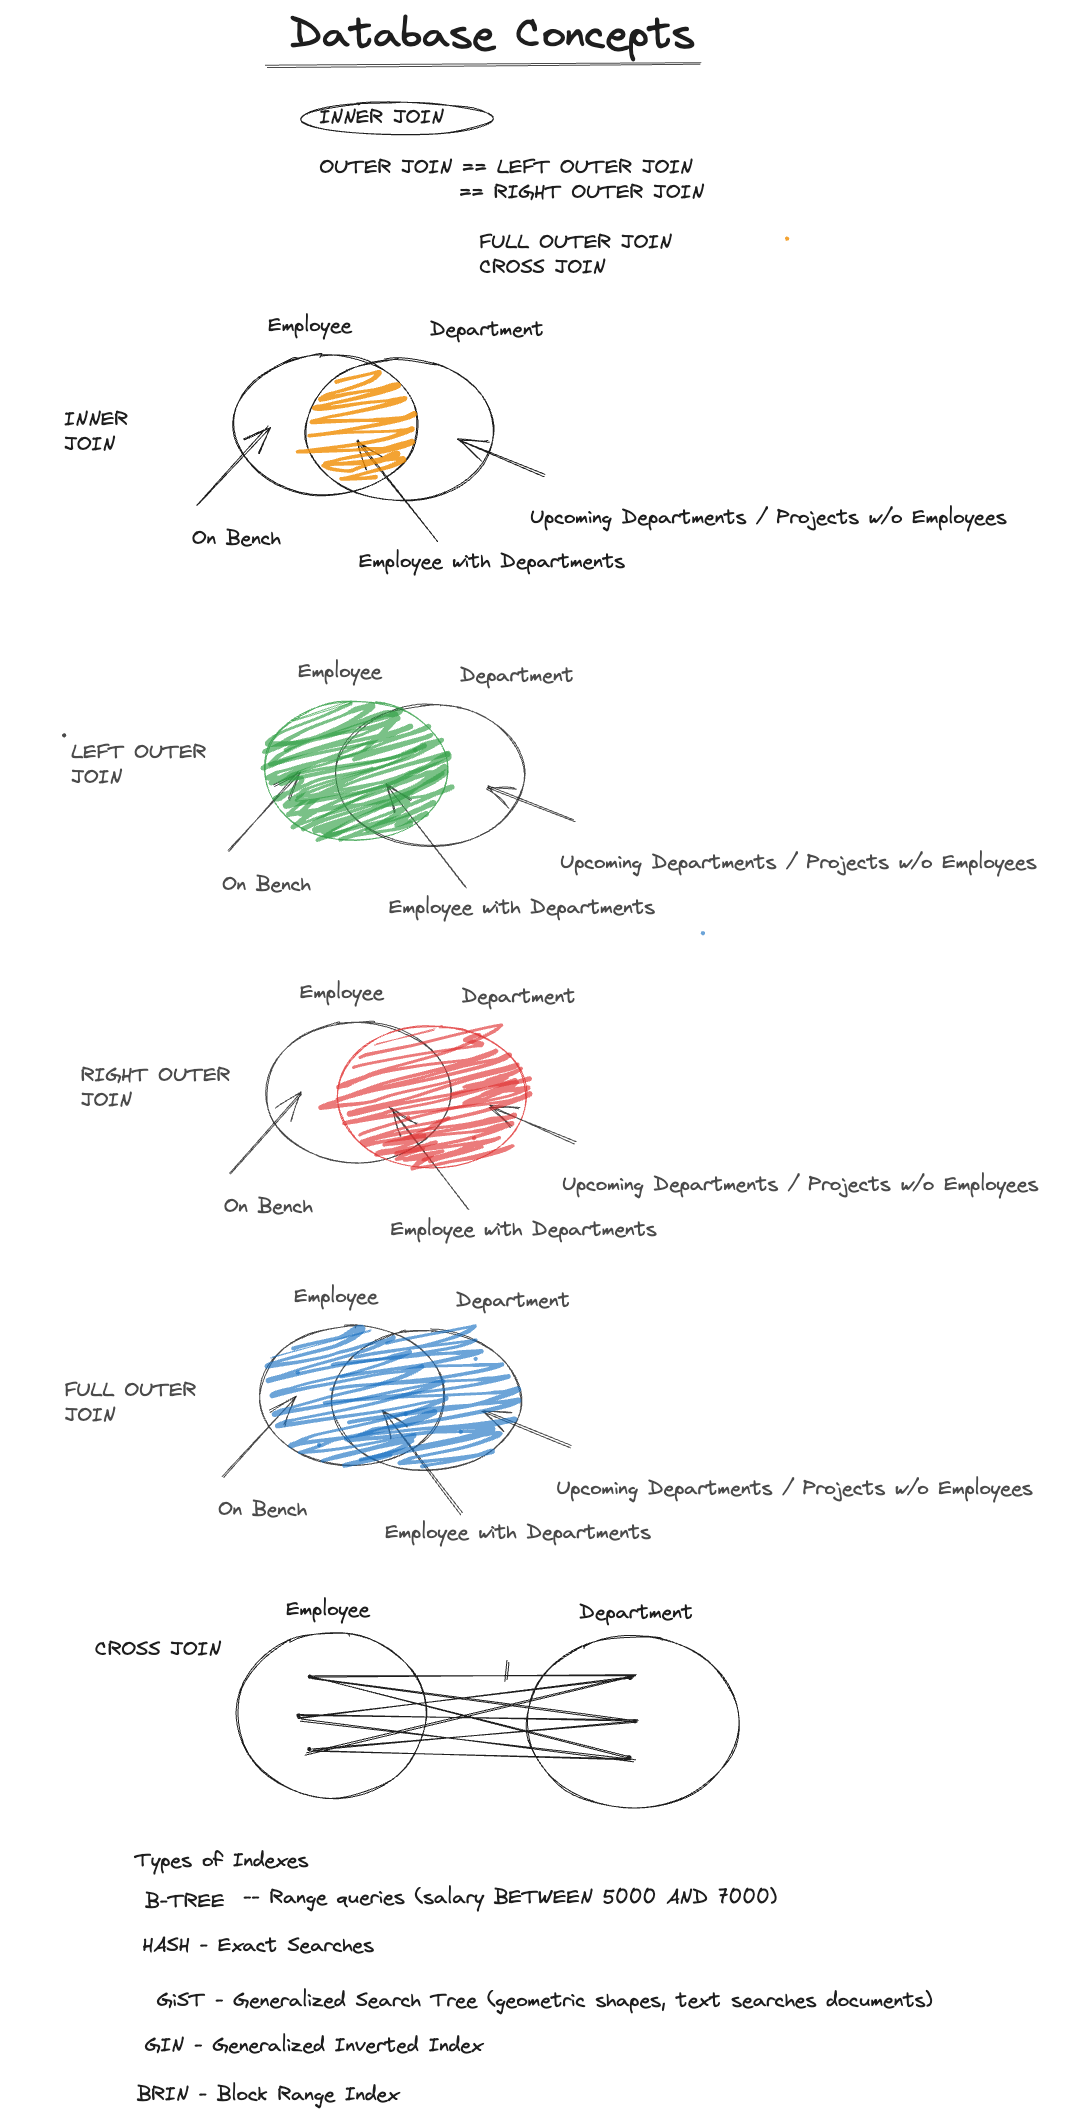 Database Concepts
INNER JOIN
OUTER JOIN == LEFT OUTER JOIN
== RIGHT OUTER JOIN
FULL OUTER JOIN
CROSS JOIN
Employee
Department
INNER
JOIN
On Bench
Upcoming Departments / Projects w/o Employees
Employee with Departments
Employee
Department
LEFT OUTER
JOIN
On Bench
Upcoming Departments / Projects w/o Employees
Employee with Departments
Employee
Department
RIGHT OUTER
JOIN
On Bench
Upcoming Departments / Projects w/o Employees
Employee with Departments
Employee
Department
FULL OUTER
JOIN
On Bench
Upcoming Departments / Projects w/o Employees
Employee with Departments
Employee
Department
CROSS JOIN
Types of Indexes
B-TREE -- Range queries (salary BETWEEN 5000 AND 7000)
HASH - Exact Searches
GiST - Generalized Search Tree (geometric shapes, text searches documents)
GIN - Generalized Inverted Index
BRIN - Block Range Index